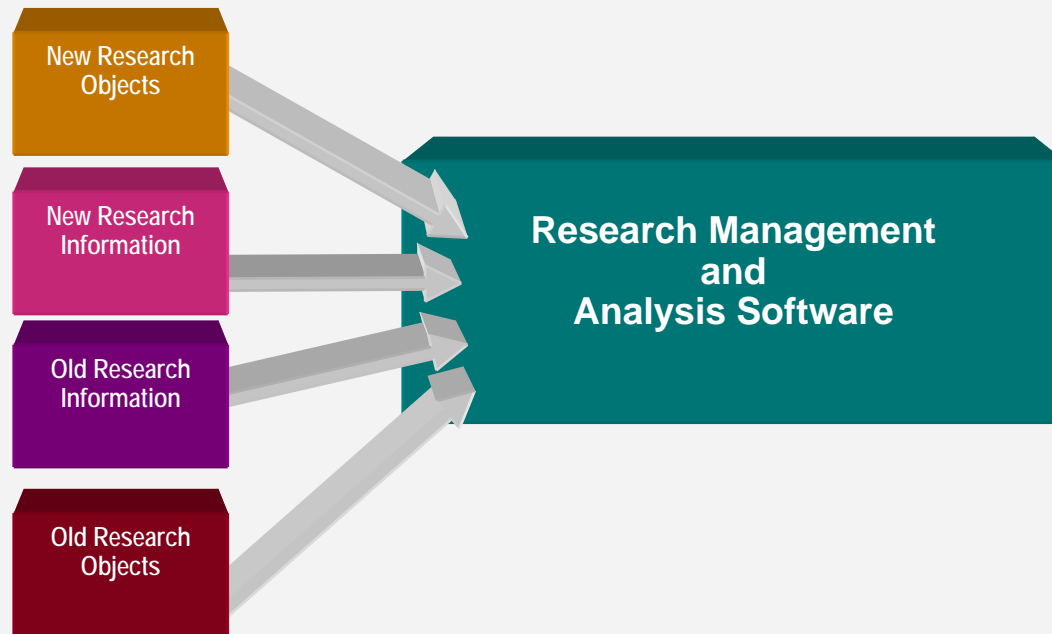 New Research
Objects
New Research
Information
Old Research
Information
Old Research
Objects
Research Management
and
Analysis Software